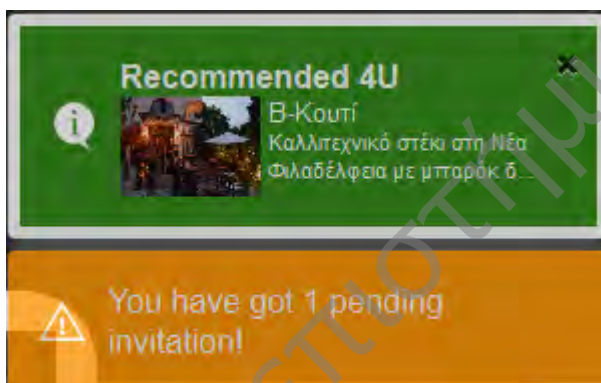 Recommended 4U
Β-Κουτί
Καλλιτεχνικό στέκι στη Νέα
Φιλαδέλφεια με μπαρόκ δ...
You have got 1 pending
invitation!